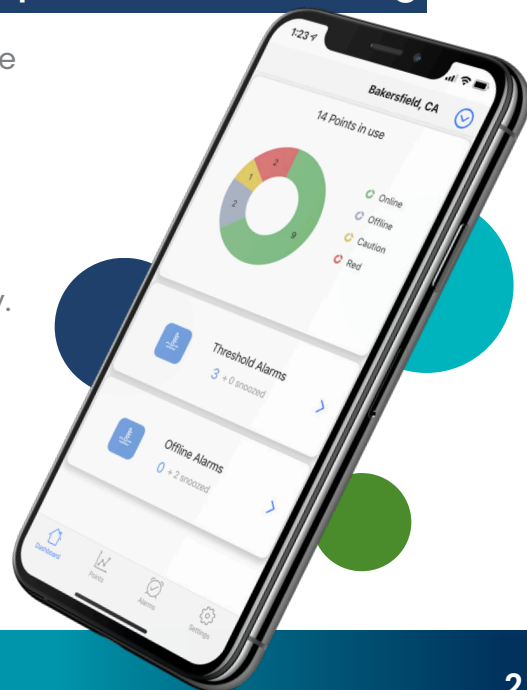 g
e
y.
1:23
Bakersfield, CA
14 Points in use
2
1
2
9
Online
Offline
Caution
Red
Threshold Alarms
3 + 0 snoozed
Offline Alarms
0 + 2 snoozed
Dashboard
Points
Alarms
Settings
2